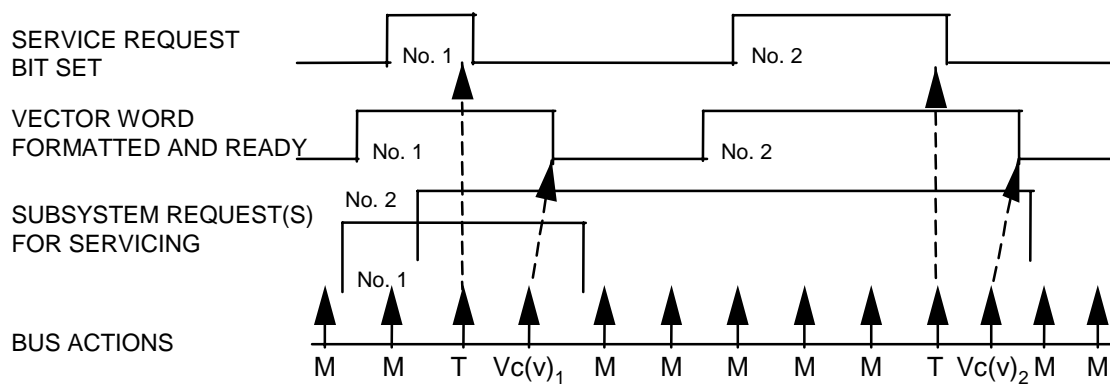 SERVICE REQUEST
BIT SET
No. 1
No. 2
VECTOR WORD
FORMATTED AND READY
No. 1
No. 2
SUBSYSTEM REQUEST(S)
FOR SERVICING
No. 2
No. 1
BUS ACTIONS
M M T Vc(v)1 M M M M M T Vc(v)2 M M